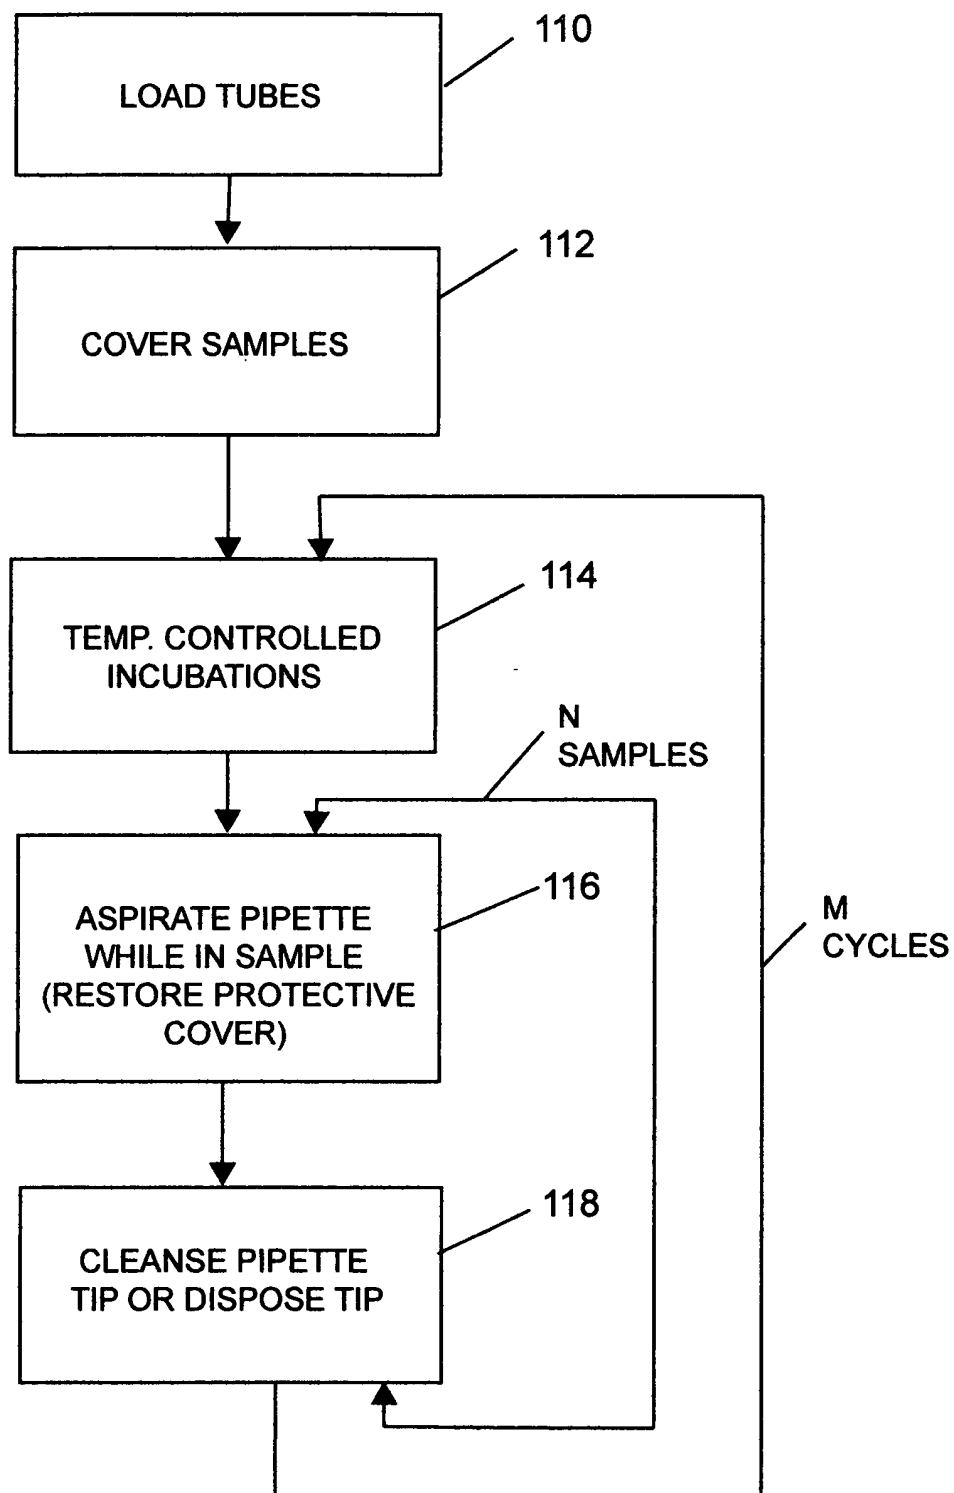 110
LOAD TUBES
112
COVER SAMPLES
114
TEMP. CONTROLLED
INCUBATIONS
N
SAMPLES
116
ASPIRATE PIPETTE
WHILE IN SAMPLE
(RESTORE PROTECTIVE
COVER)
M
CYCLES
118
CLEANSE PIPETTE
TIP OR DISPOSE TIP